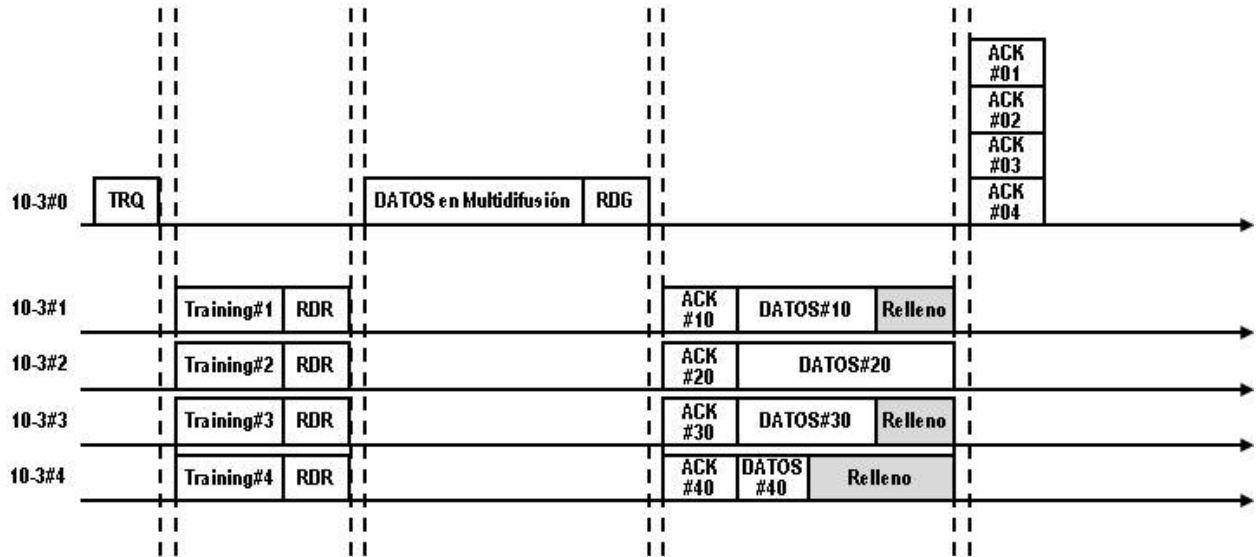 ACK
#01
ACK
#02
ACK
#03
ACK
#04
10-3#0 TRQ DATOS en Multidifusión RDG
10-3#1 Training#1 RDR ACK
#10 DATOS#10 Relleno
10-3#2 Training#2 RDR ACK
#20 DATOS#20
10-3#3 Training#3 RDR ACK
#30 DATOS#30 Relleno
10-3#4 Training#4 RDR ACK
#40 DATOS
#40 Relleno